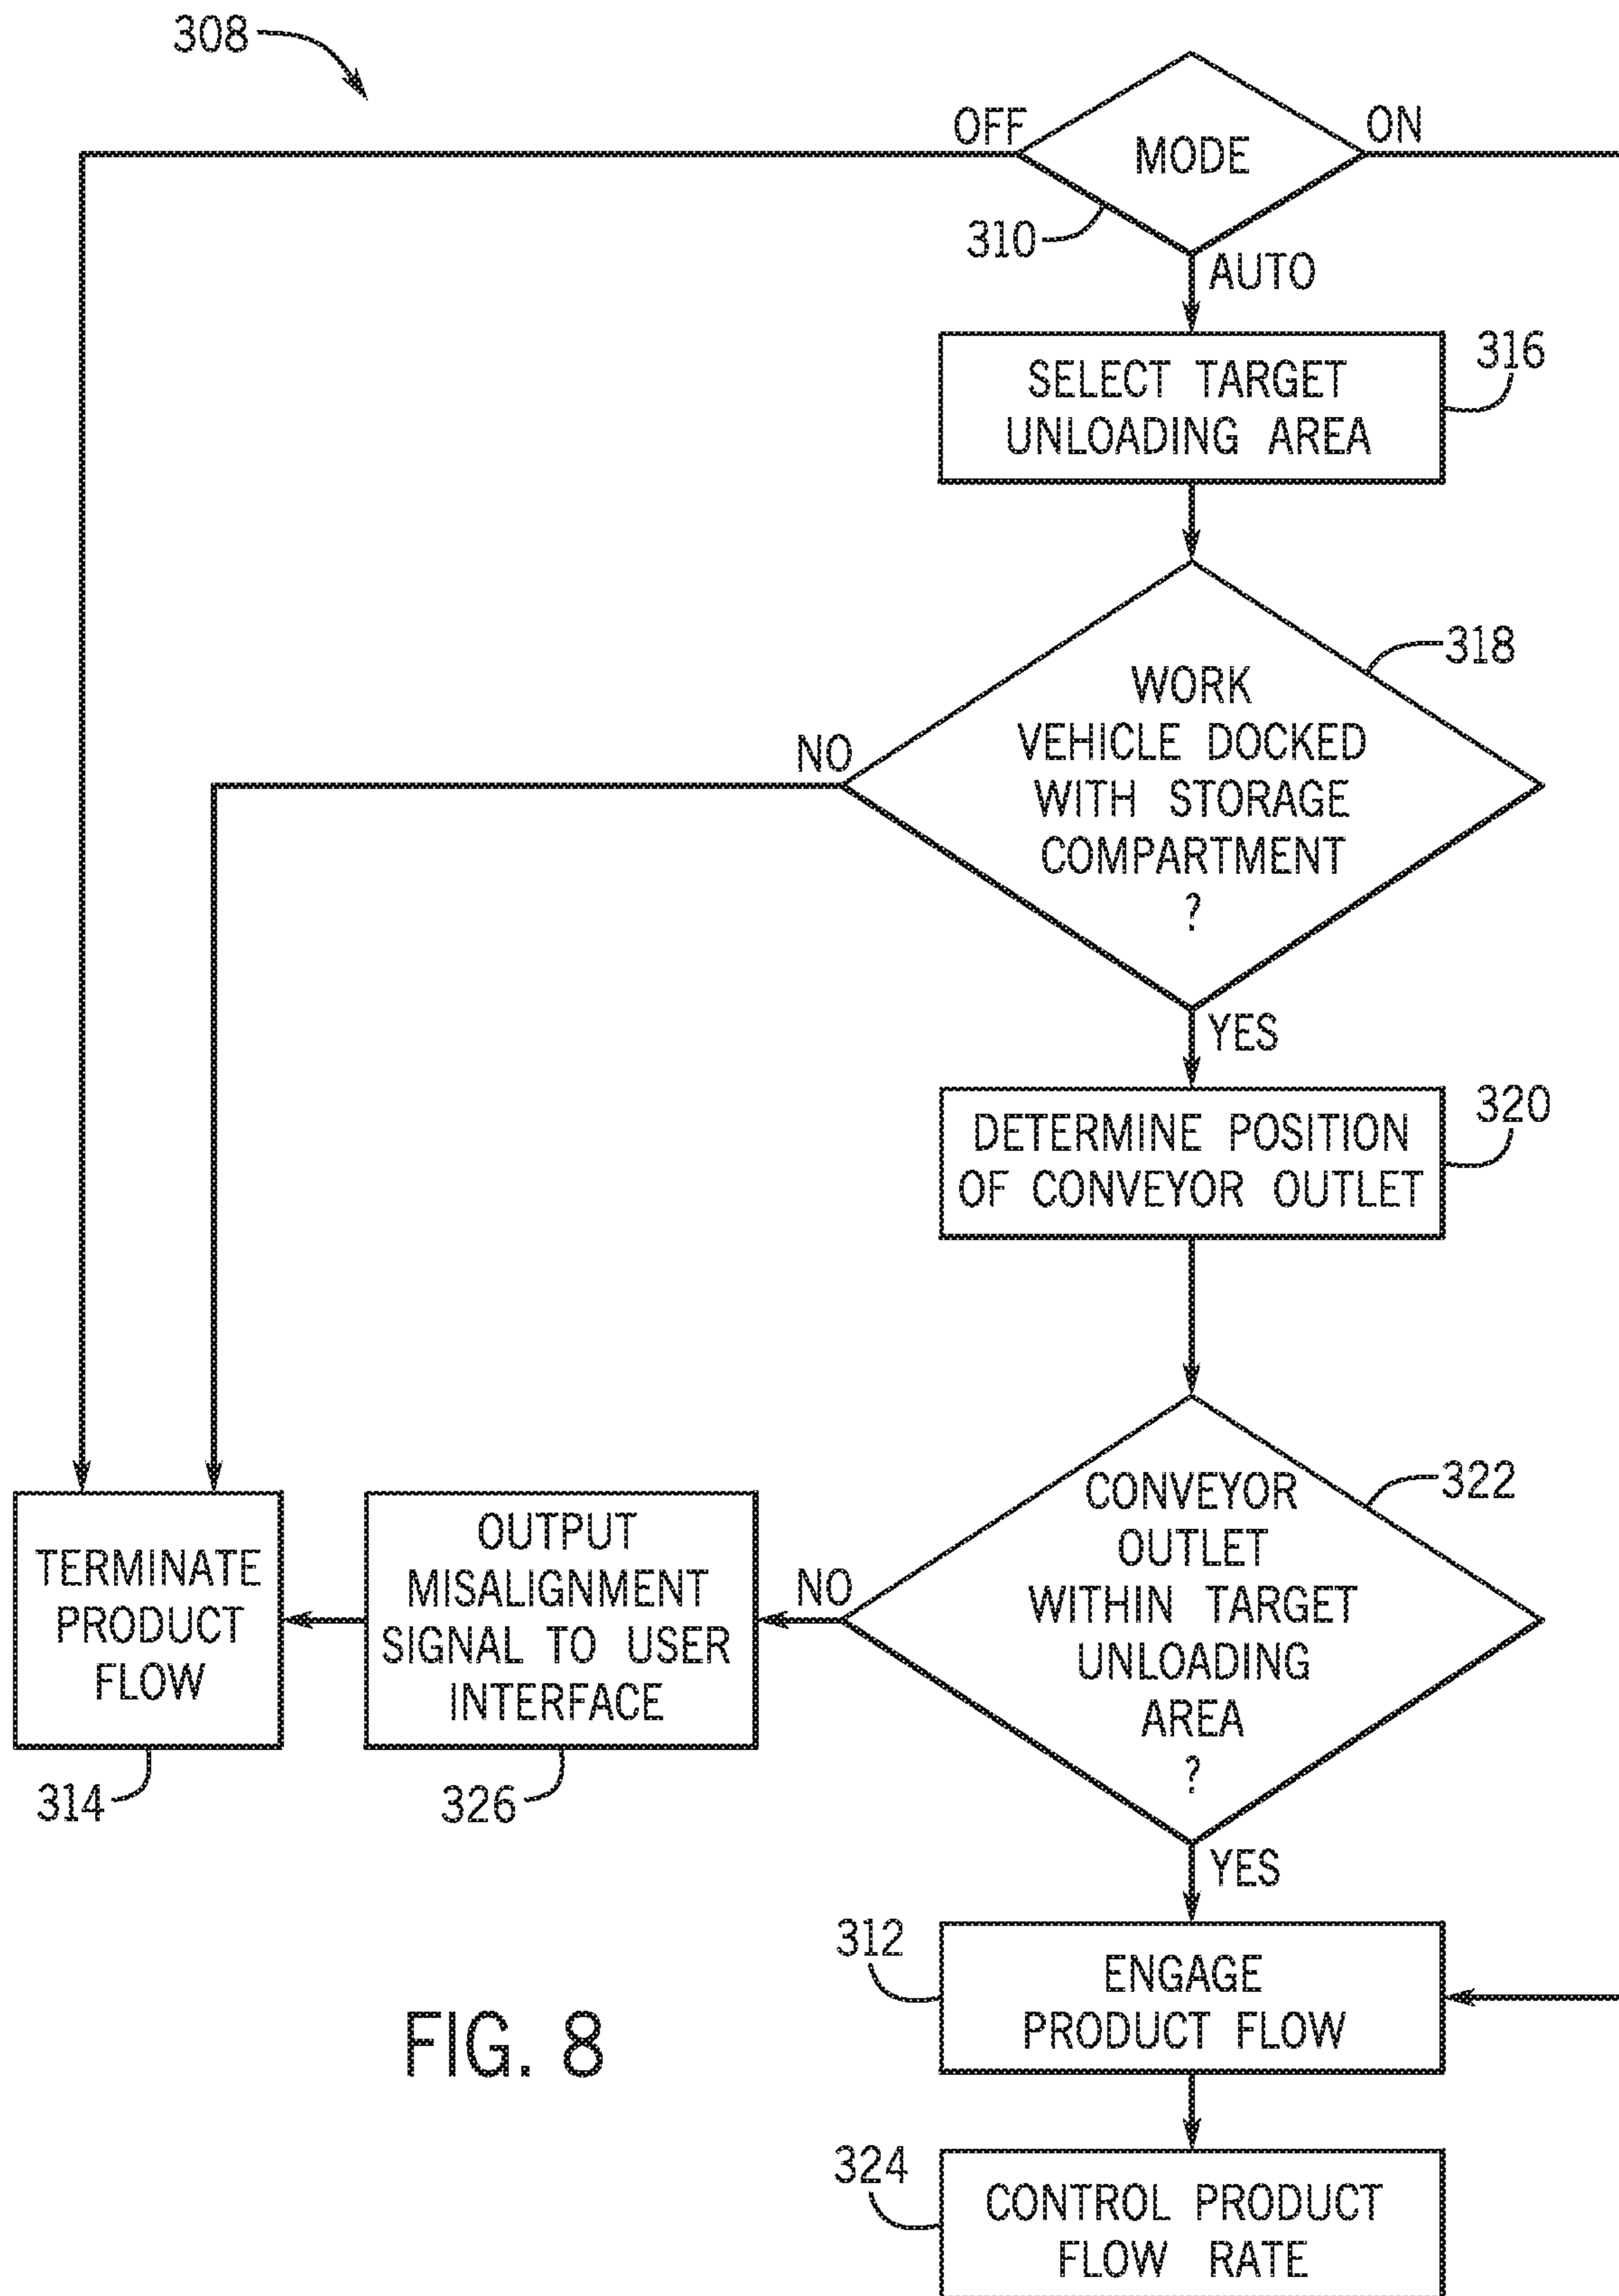 308
OFF
MODE
ON
310
AUTO
SELECT TARGET
UNLOADING AREA
316
318
WORK
VEHICLE DOCKED
WITH STORAGE
COMPARTMENT
?
NO
YES
DETERMINE POSITION
OF CONVEYOR OUTLET
320
322
CONVEYOR
OUTLET
WITHIN TARGET
UNLOADING
AREA
?
NO
OUTPUT
MISALIGNMENT
SIGNAL TO USER
INTERFACE
326
TERMINATE
PRODUCT
FLOW
314
YES
312
ENGAGE
PRODUCT FLOW
324
CONTROL PRODUCT
FLOW RATE
FIG. 8